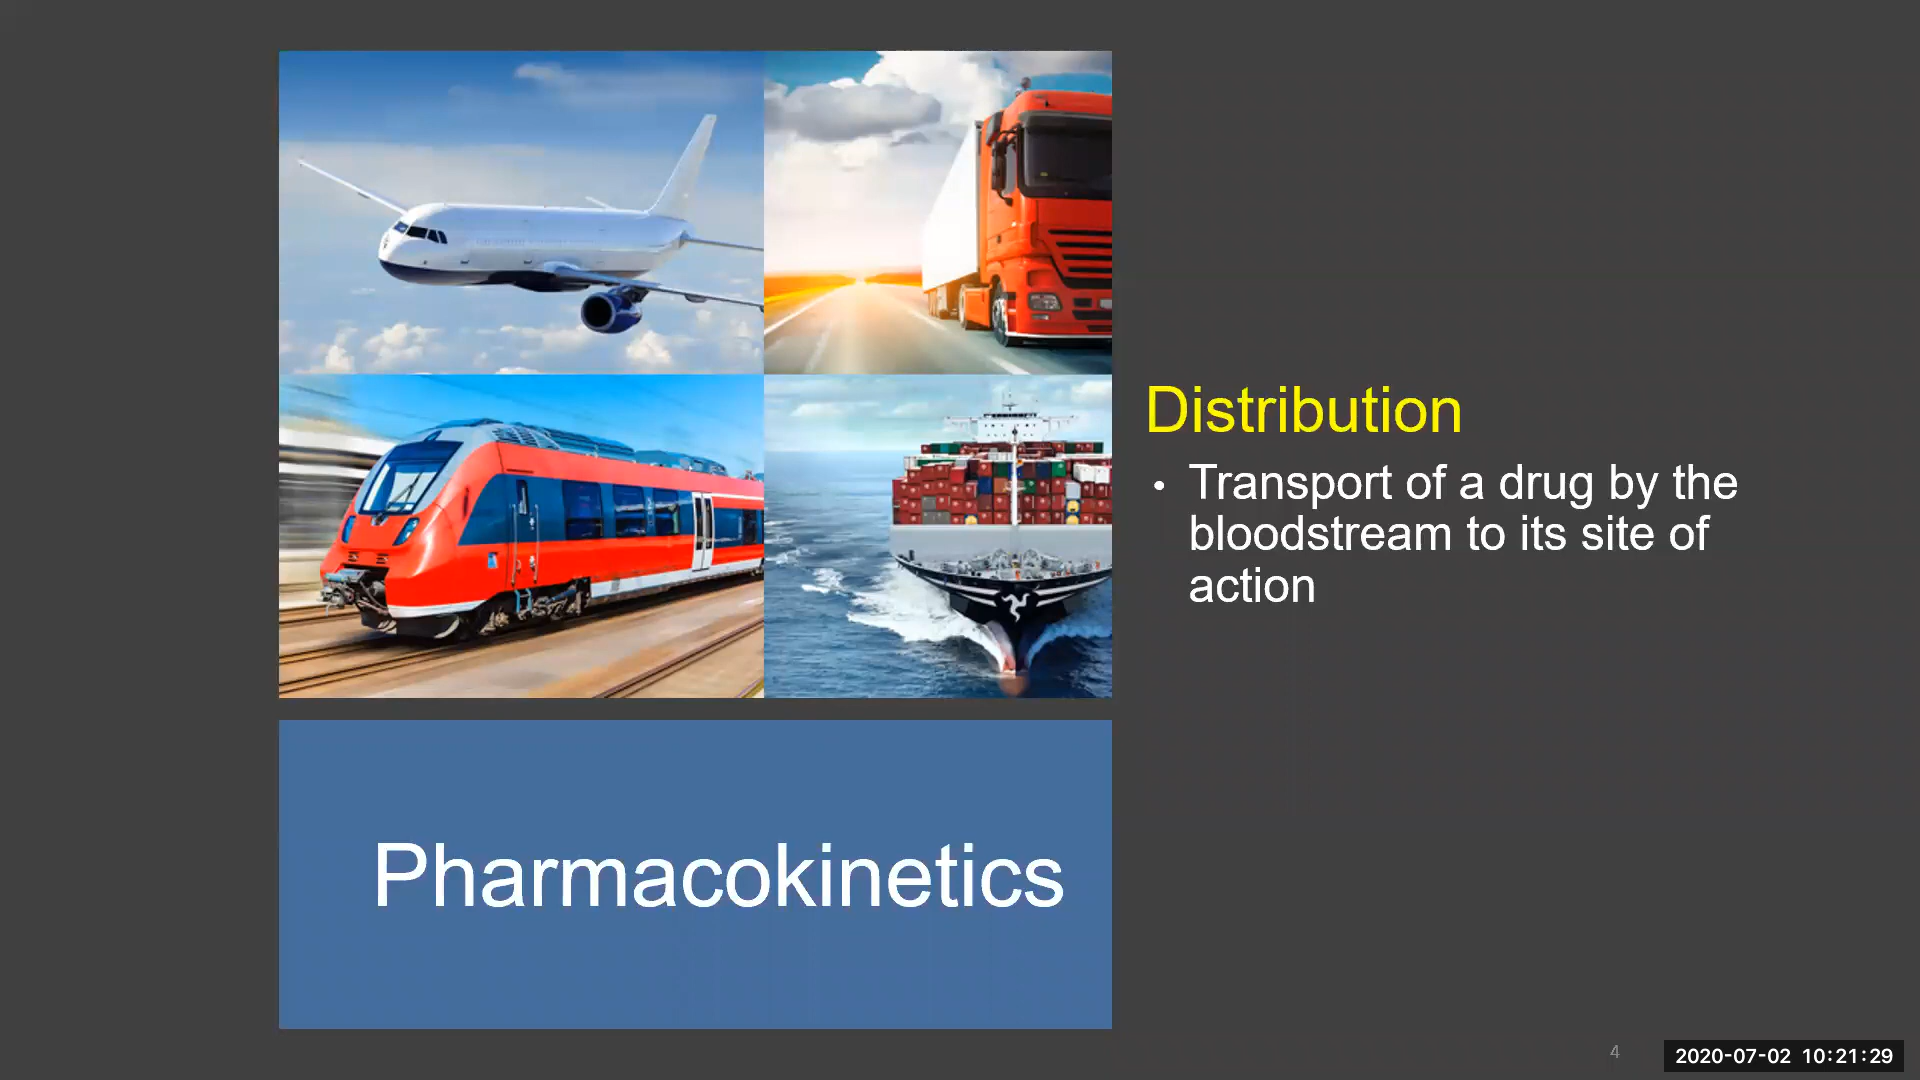 Distribution
• Transport of a drug by the
bloodstream to its site of
action
Pharmacokinetics
4
2020-07-02 10:21:29